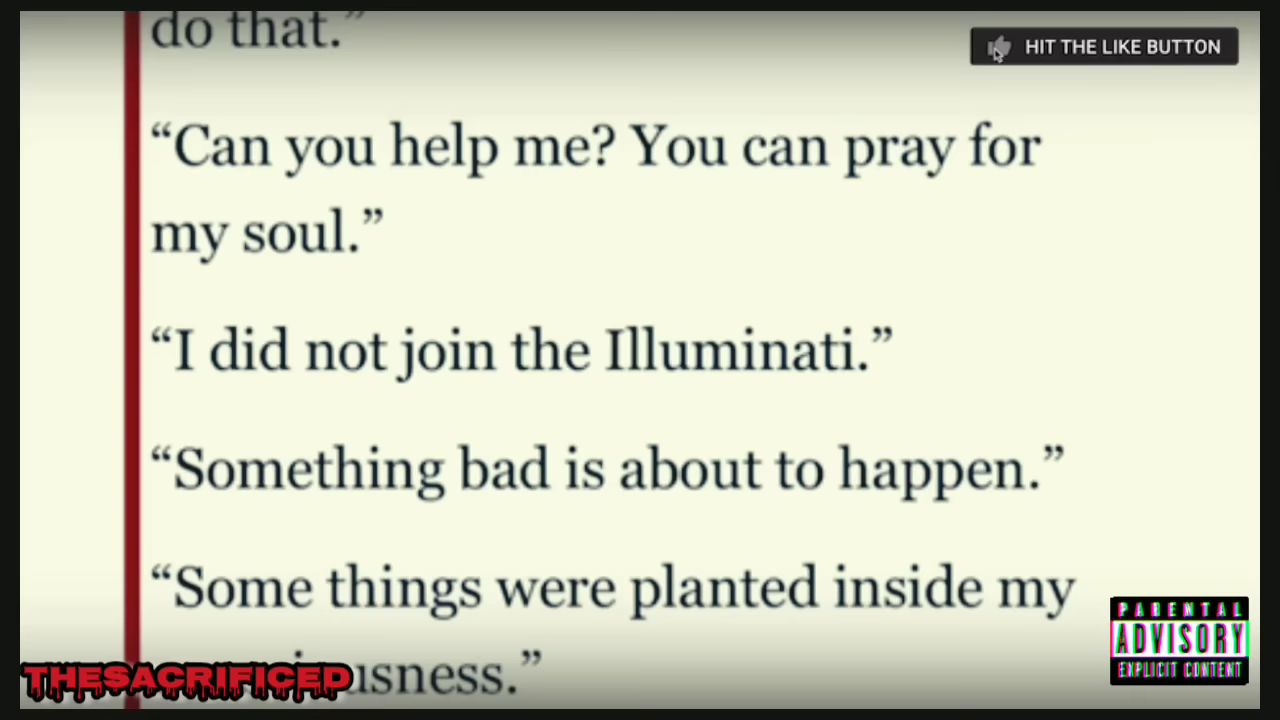 do that.”
HIT THE LIKE BUTTON
“Can you help me? You can pray for
my soul.”
“I did not join the Illuminati.”
“Something bad is about to happen.”
“Some things were planted inside my
usness.”
THESACRIFICED
PARENTAL
ADVISORY
EXPLICIT CONTENT